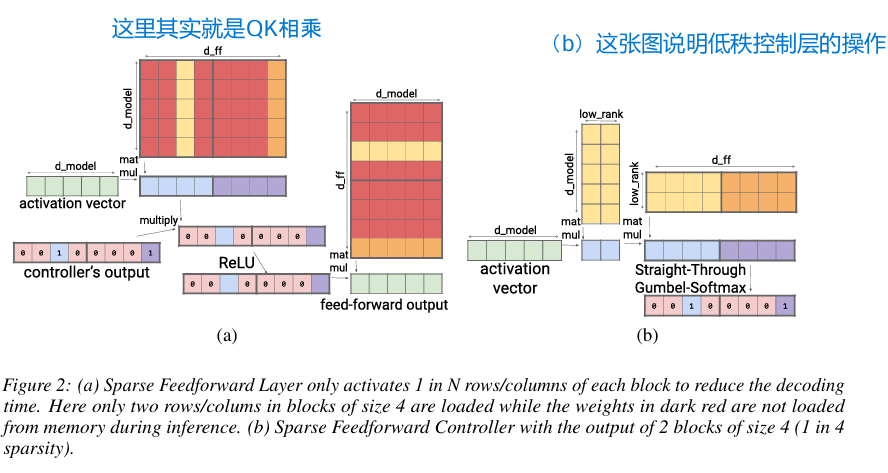 这里其实就是QK相乘
(b）这张图说明低秩控制层的操作
d_ff
d_model
d_model
mat
mul
activation vector
multiply
0 0 1 0 0 0 0 1
controller's output
0 0 0 0 0 0
ReLU
0 0 0 0 0 0
d_model
d_ff
mat
mul
feed-forward output
(a)
low_rank
d_model
d_model
mat
mul
activation
vector
d_ff
low_rank
mat
mul
Straight-Through
Gumbel-Softmax
0 0 1 0 0 0 0 1
(b)
Figure 2: (a) Sparse Feedforward Layer only activates 1 in N rows/columns of each block to reduce the decoding
time. Here only two rows/colums in blocks of size 4 are loaded while the weights in dark red are not loaded
from memory during inference. (b) Sparse Feedforward Controller with the output of 2 blocks of size 4 (1 in 4
sparsity).